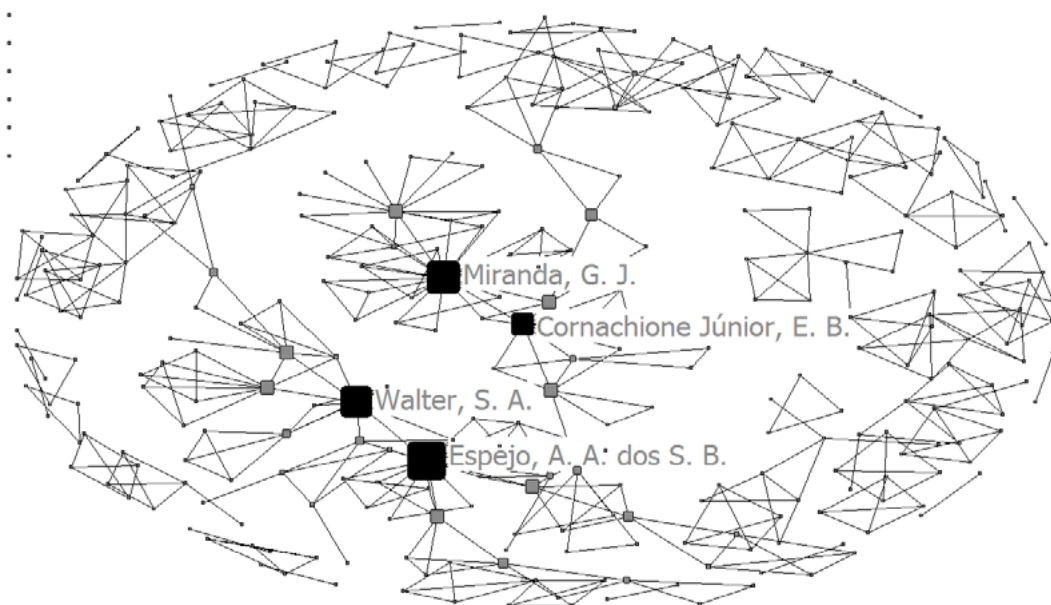 Miranda, G. J.
Cornachione Júnior, E. B.
Walter, S. A.
Espejo, A. A. dos S. B.